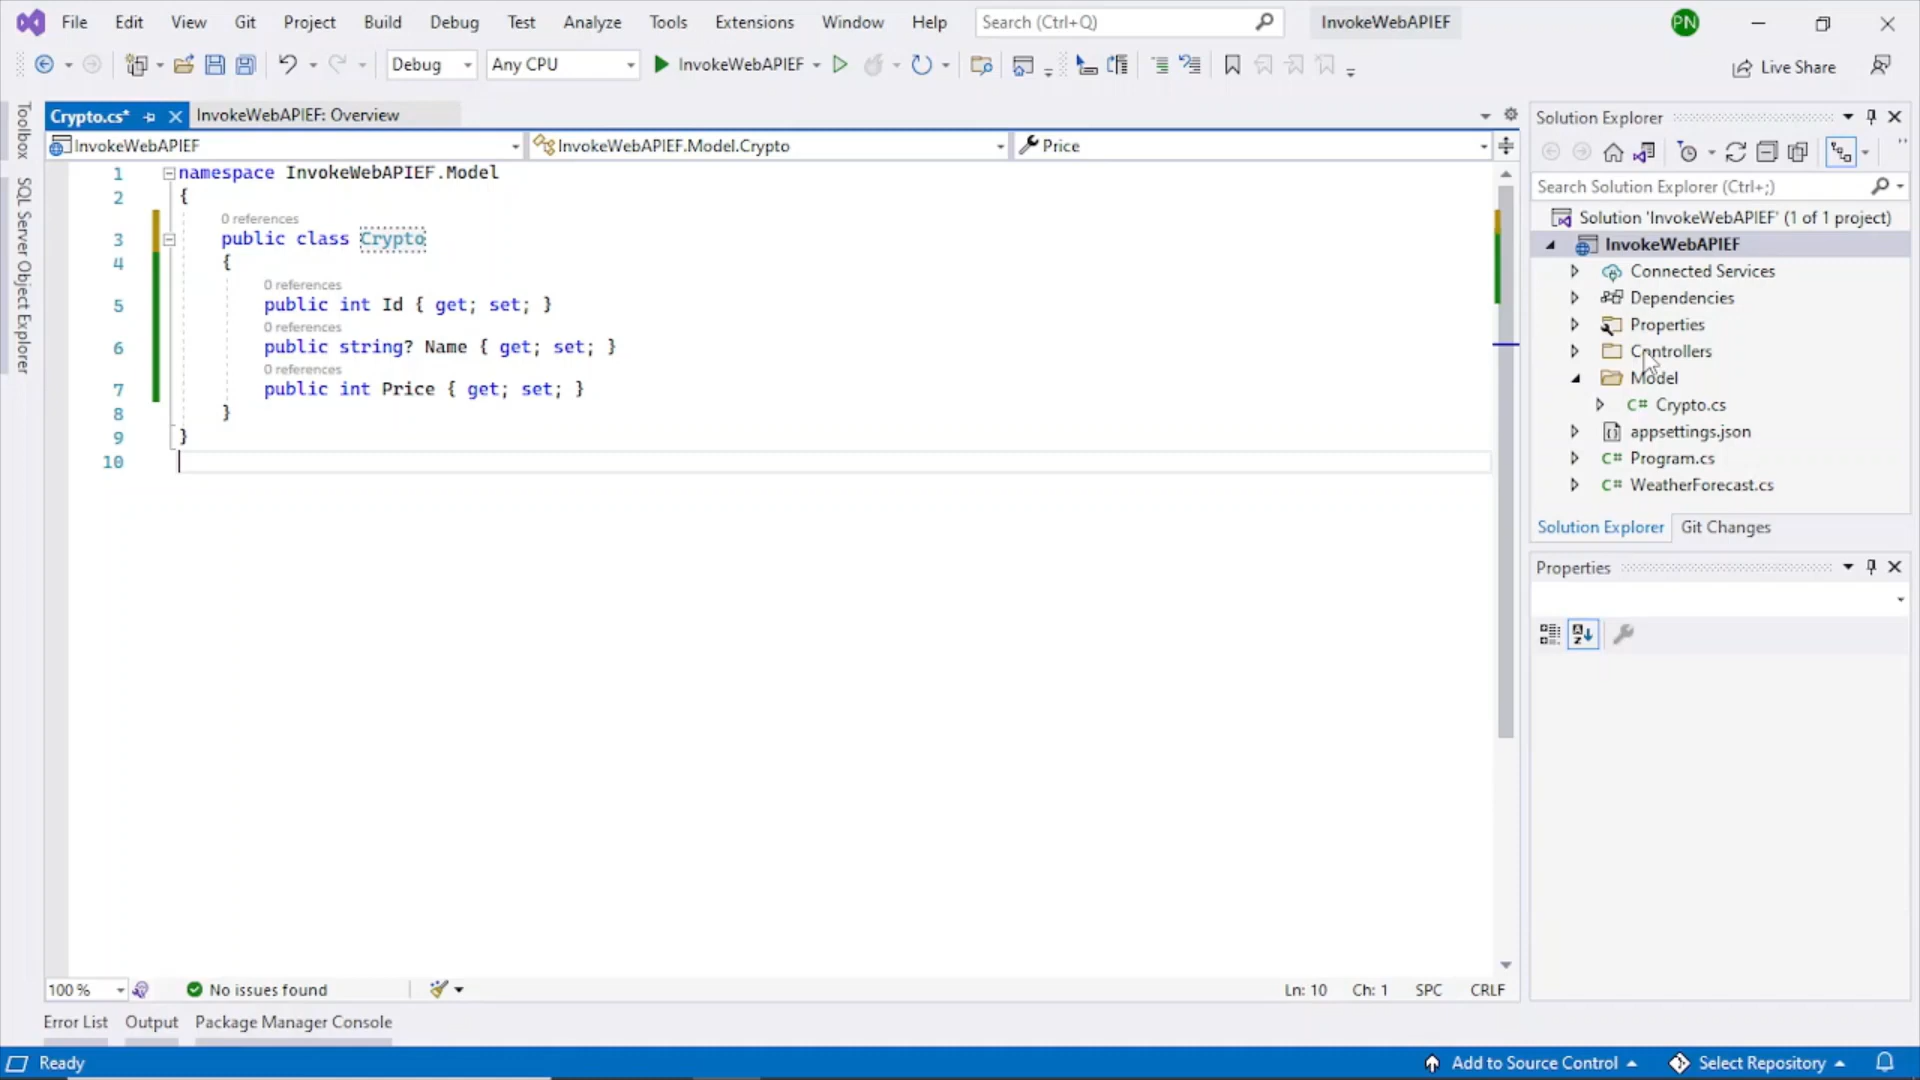 File Edit View Git Project Build Debug Test Analyze Tools Extensions Window Help Search (Ctrl+Q) InvokeWebAPIEF PN
Debug Any CPU InvokeWebAPIEF Live Share
Toolbox
SQL Server Object Explorer
Crypto.cs* InvokeWebAPIEF: Overview
InvokeWebAPIEF InvokeWebAPIEF.Model.Crypto Price
1 namespace InvokeWebAPIEF.Model
2 {
0 references
3 public class Crypto
4 {
0 references
5 public int Id { get; set; }
0 references
6 public string? Name { get; set; }
0 references
7 public int Price { get; set; }
8 }
9 }
10
100 % No issues found Ln: 10 Ch: 1 SPC CRLF
Error List Output Package Manager Console
Solution Explorer
Search Solution Explorer (Ctrl+;)
Solution 'InvokeWebAPIEF' (1 of 1 project)
InvokeWebAPIEF
Connected Services
Dependencies
Properties
Controllers
Model
C# Crypto.cs
appsettings.json
C# Program.cs
C# WeatherForecast.cs
Solution Explorer Git Changes
Properties
Ready Add to Source Control Select Repository